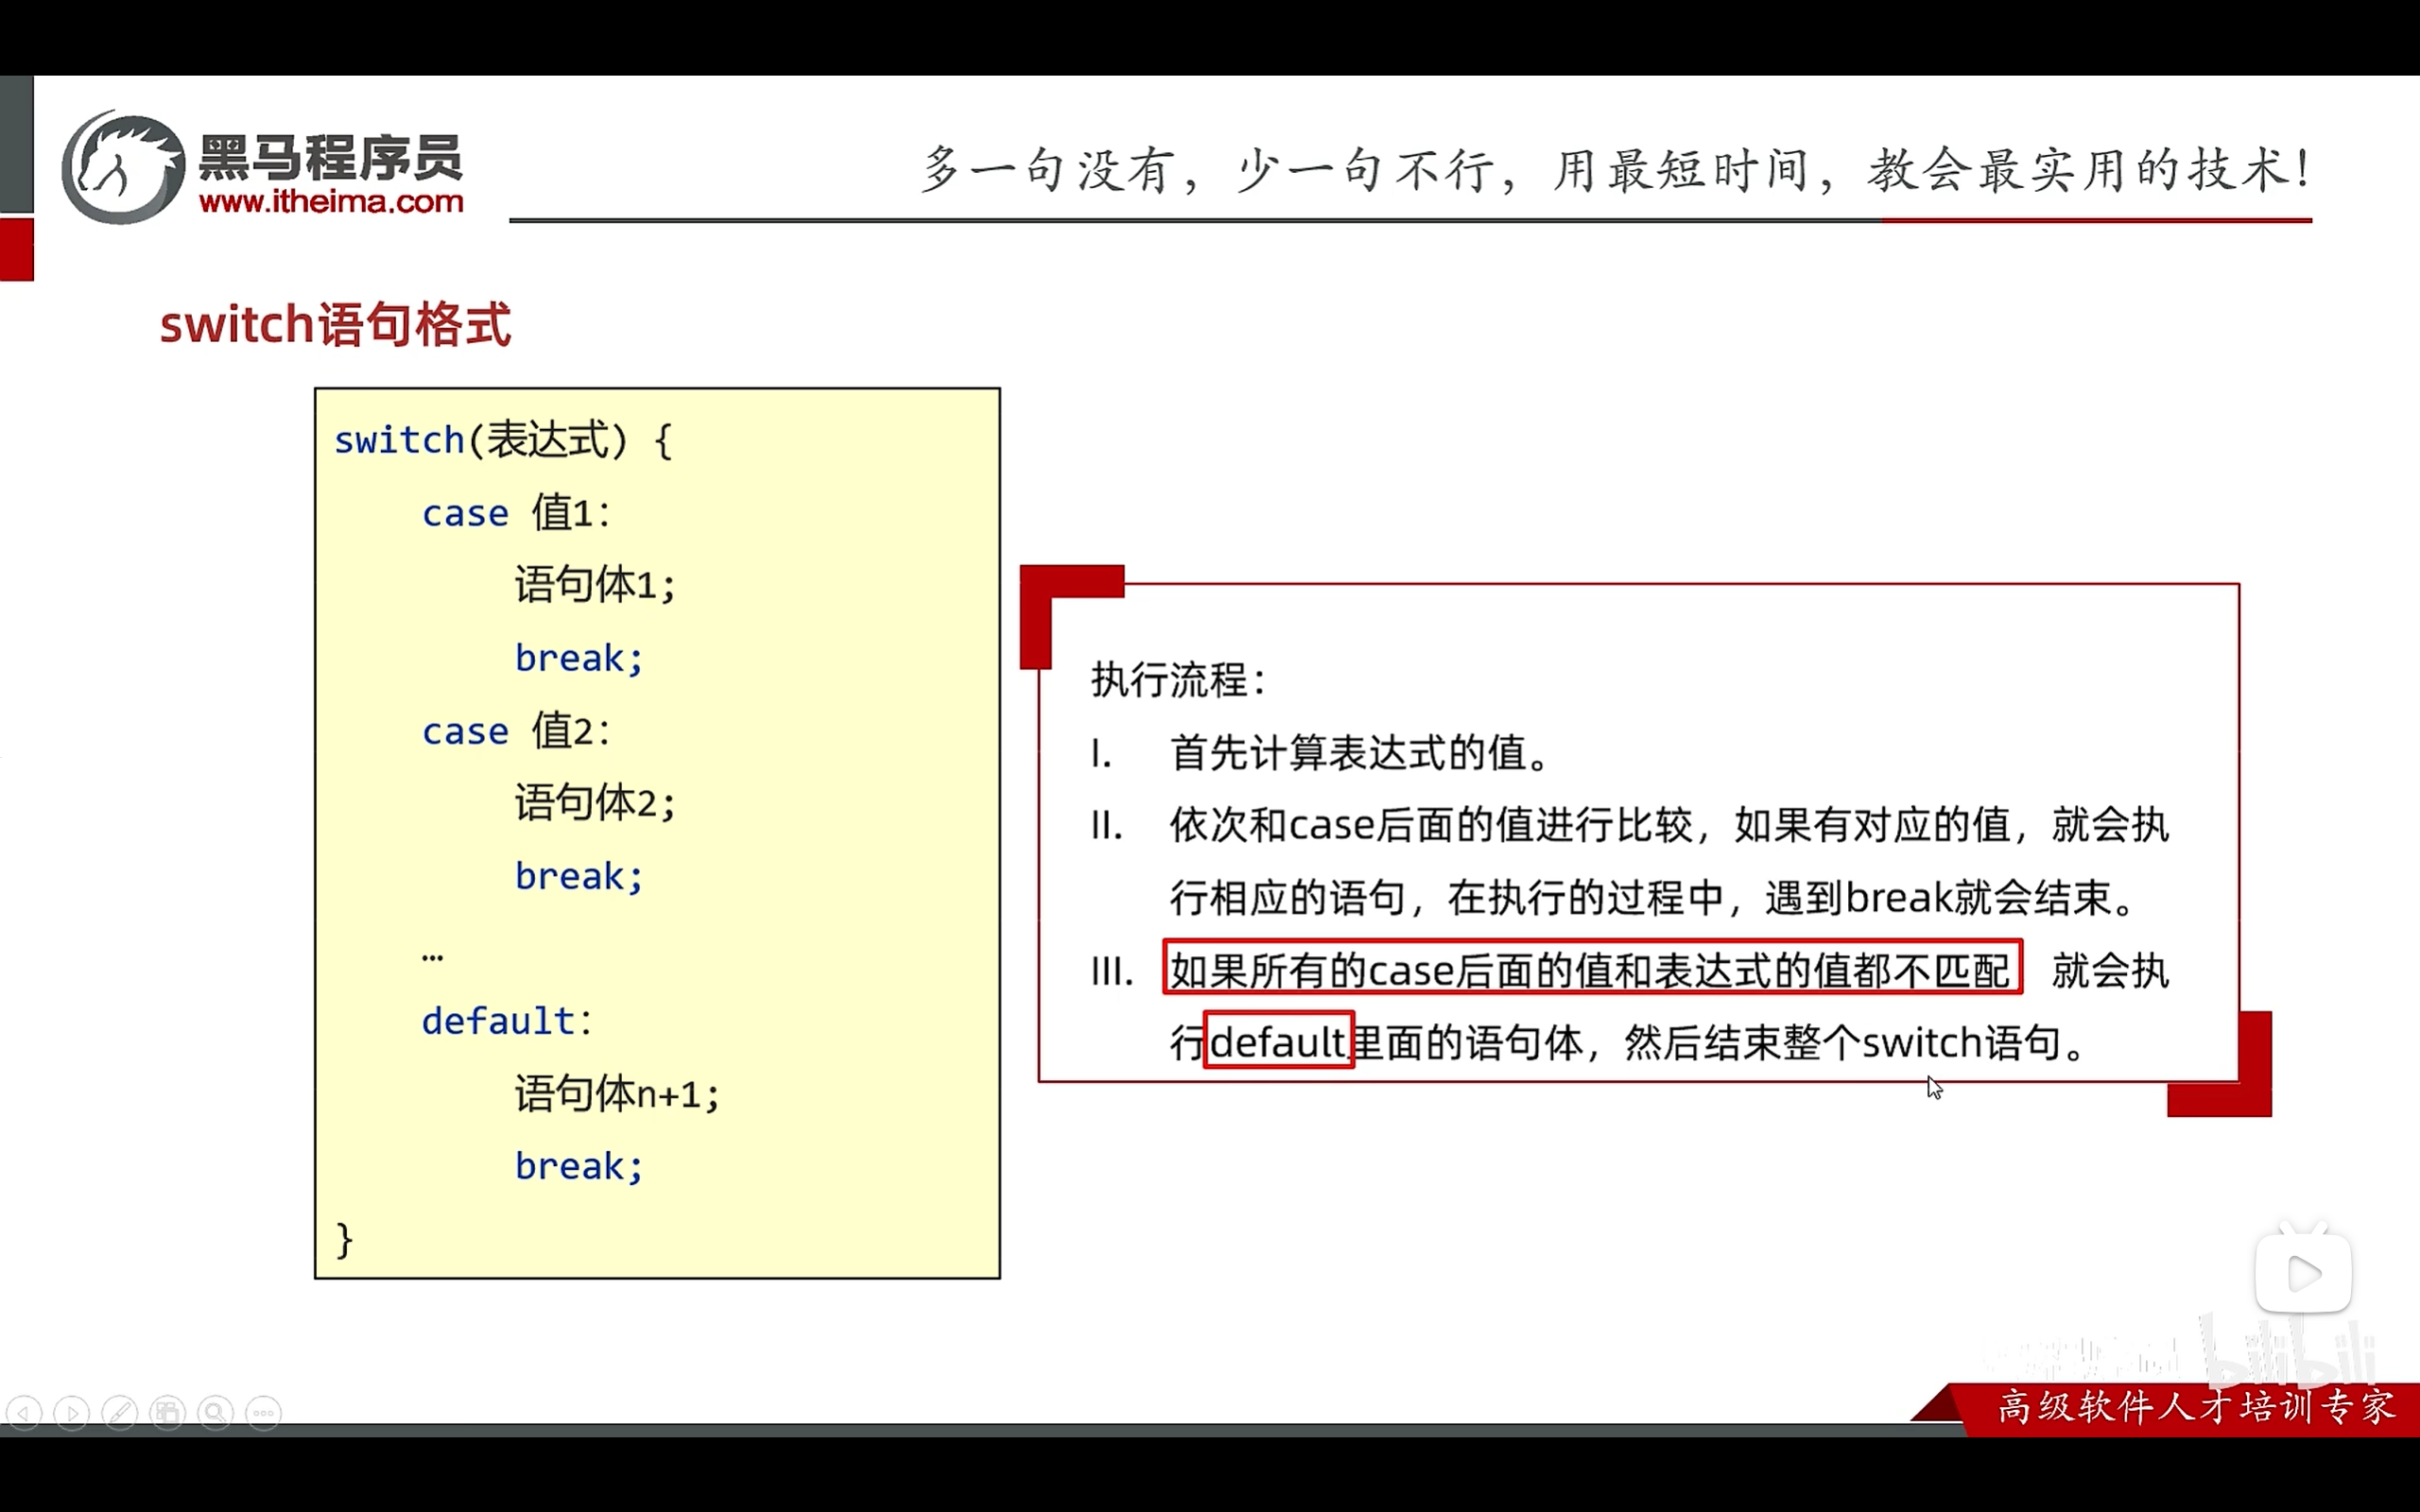 黑马程序员
www.itheima.com
多一句没有，少一句不行，用最短时间，教会最实用的技术！
switch语句格式
switch(表达式) {
case 值1:
语句体1;
break;
case 值2:
语句体2;
break;
…
default:
语句体n+1;
break;
}
执行流程：
I. 首先计算表达式的值。
II. 依次和case后面的值进行比较，如果有对应的值，就会执
行相应的语句，在执行的过程中，遇到break就会结束。
III. 如果所有的case后面的值和表达式的值都不匹配 就会执
行default里面的语句体，然后结束整个switch语句。
bilibili
高级软件人才培训专家